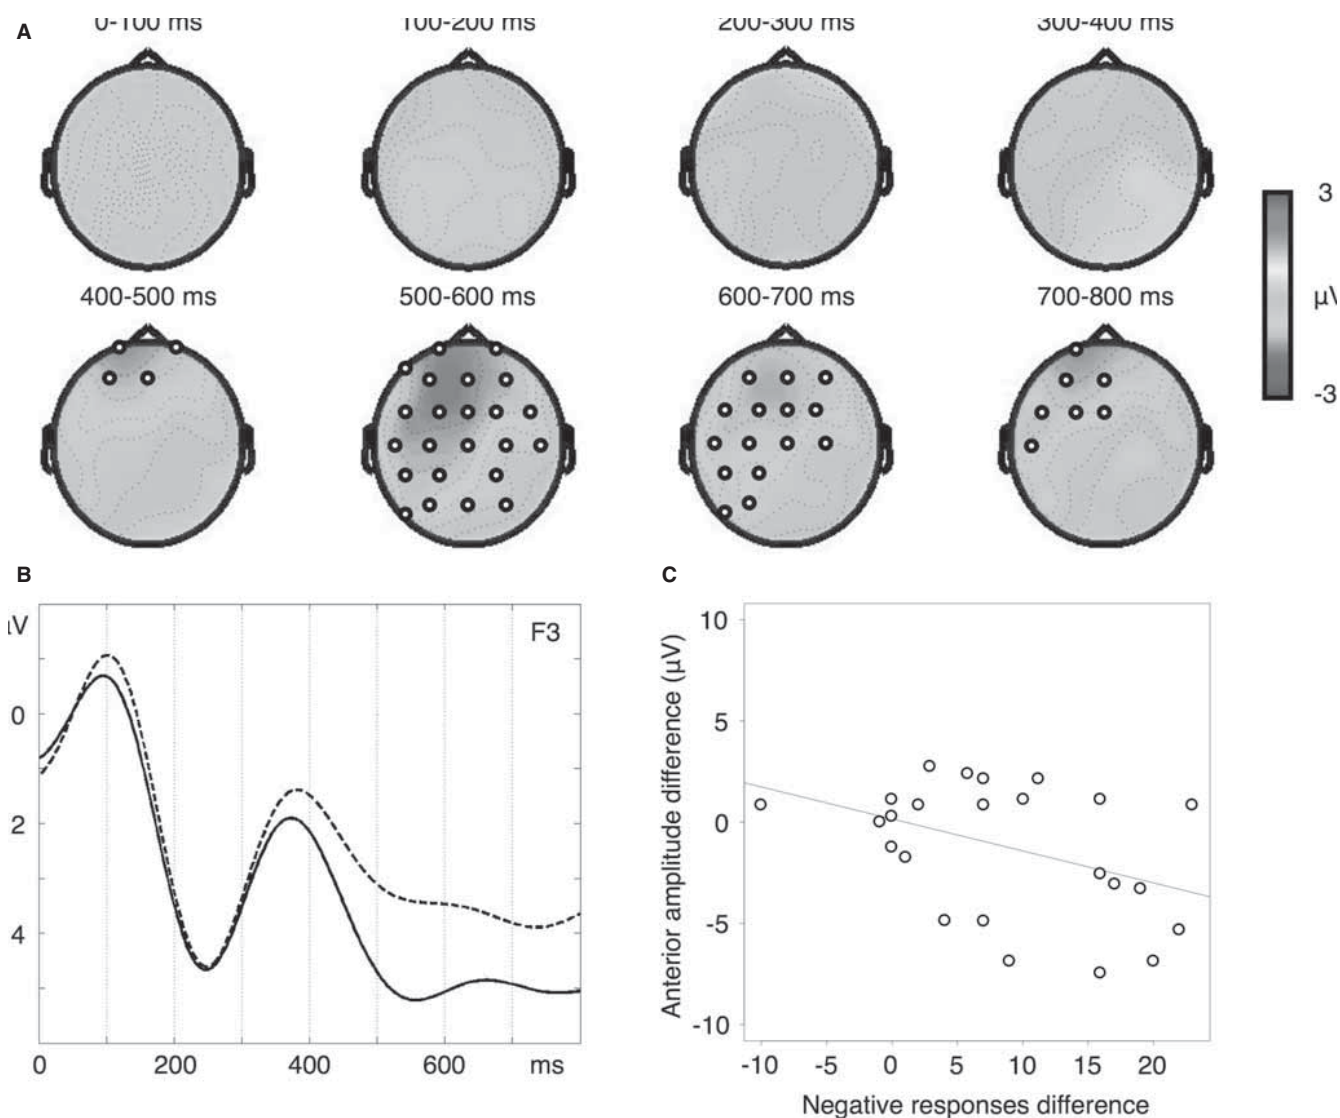 A
0-100 ms 100-200 ms 200-300 ms 300-400 ms
3
µV
-3
400-500 ms 500-600 ms 600-700 ms 700-800 ms
B
µV
F3
0
2
4
0 200 400 600 ms
C
Anterior amplitude difference (µV)
10
5
0
-5
-10
-10 -5 0 5 10 15 20
Negative responses difference